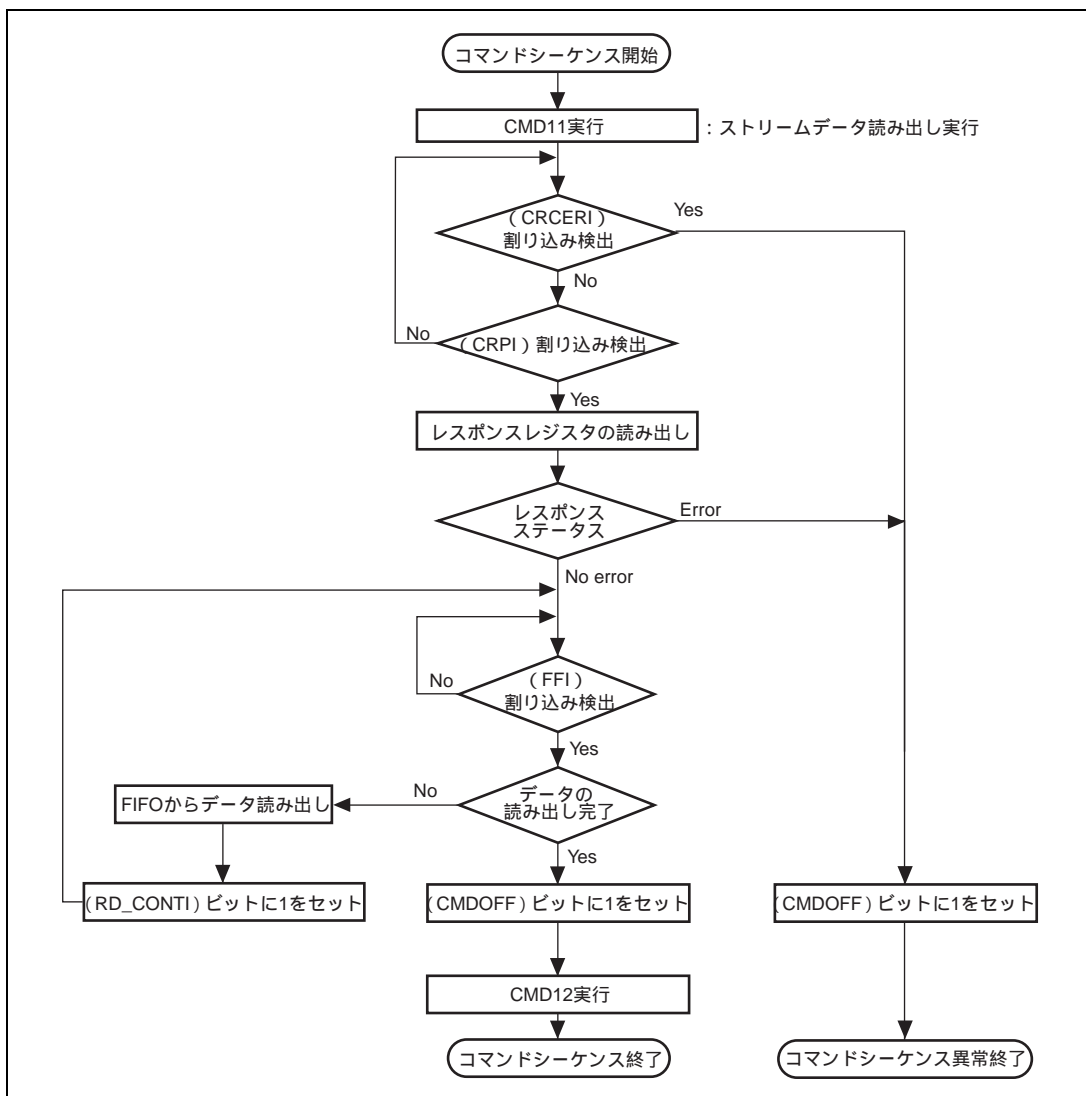 コマンドシーケンス開始
CMD11実行
：ストリームデータ読み出し実行
（CRCERI）
割り込み検出
Yes
No
（CRPI）割り込み検出
No
Yes
レスポンスレジスタの読み出し
レスポンス
ステータス
Error
No error
（FFI）
割り込み検出
No
Yes
データの
読み出し完了
No
FIFOからデータ読み出し
Yes
（RD_CONTI）ビットに1をセット
（CMDOFF）ビットに1をセット
（CMDOFF）ビットに1をセット
CMD12実行
コマンドシーケンス終了
コマンドシーケンス異常終了